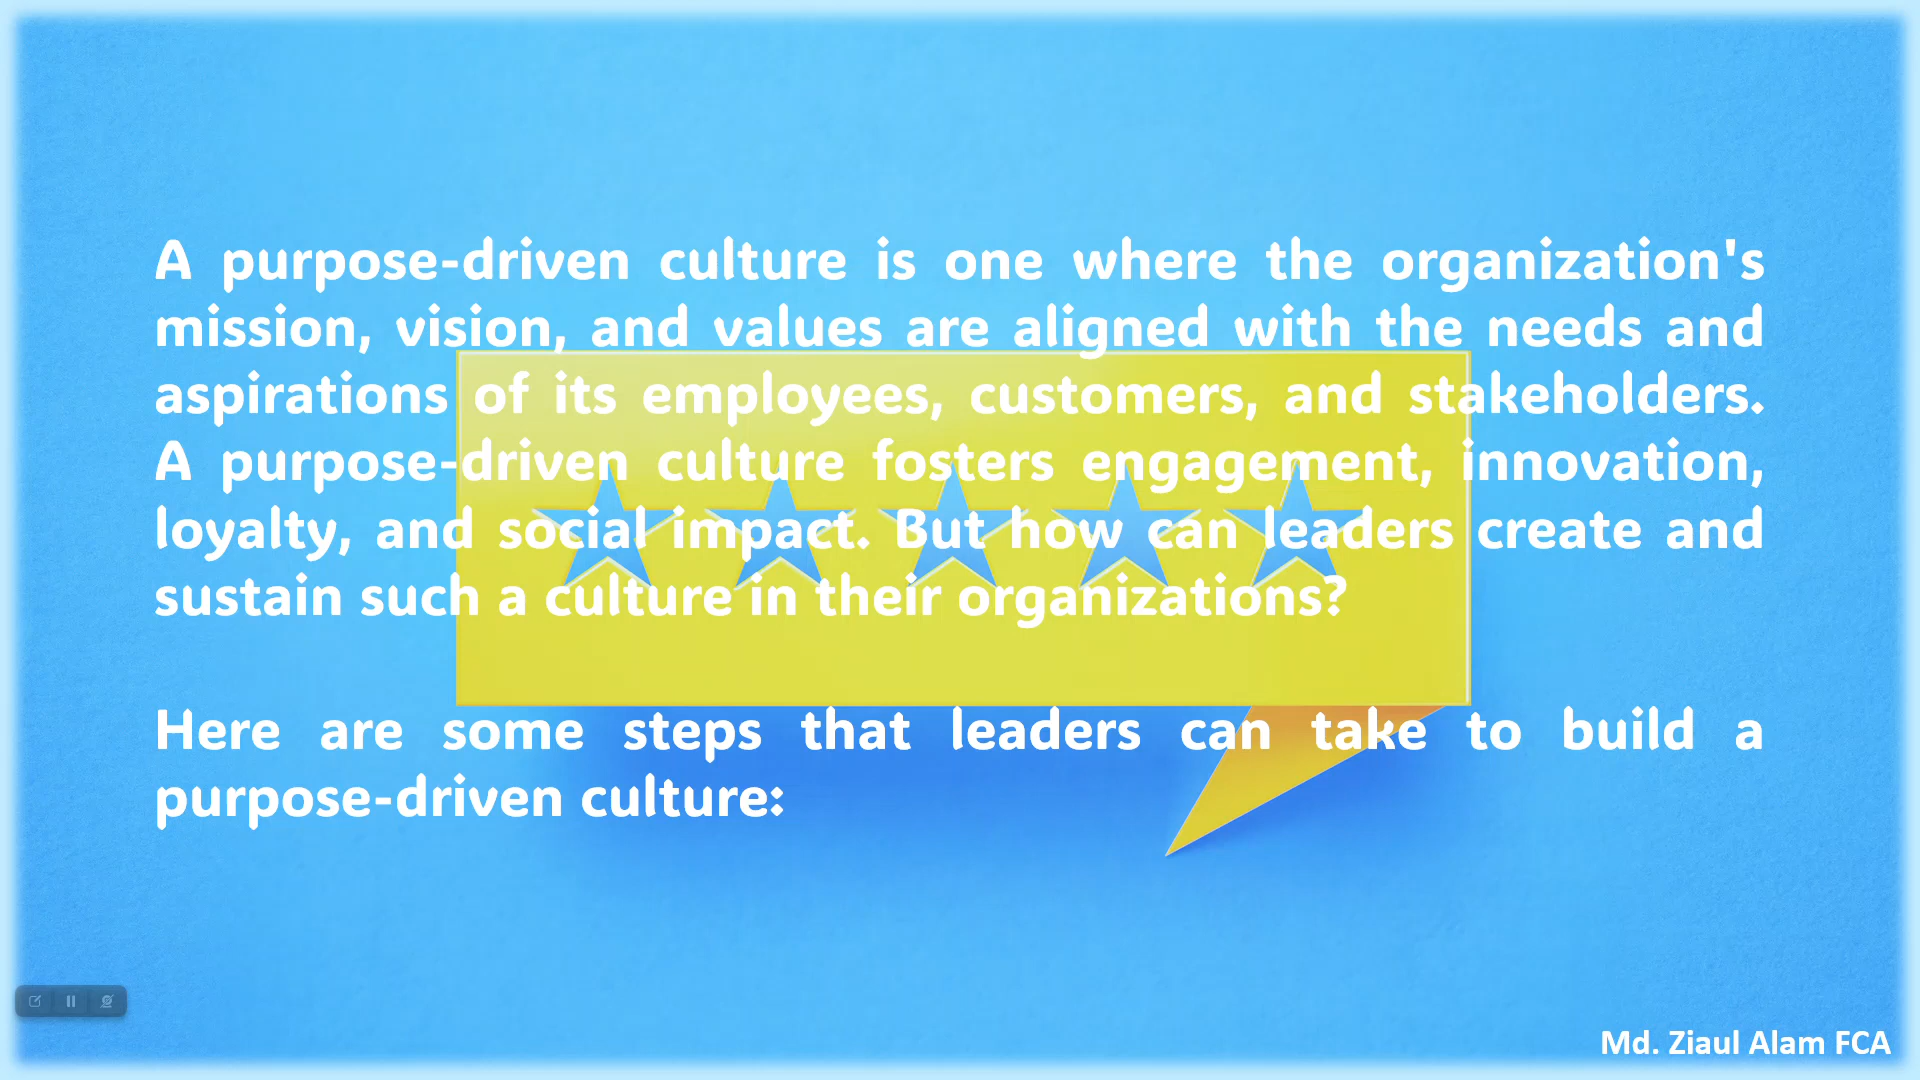 A purpose-driven culture is one where the organization's
mission, vision, and values are aligned with the needs and
aspirations of its employees, customers, and stakeholders.
A purpose-driven culture fosters engagement, innovation,
loyalty, and social impact. But how can leaders create and
sustain such a culture in their organizations?
Here are some steps that leaders can take to build a
purpose-driven culture:
Md. Ziaul Alam FCA